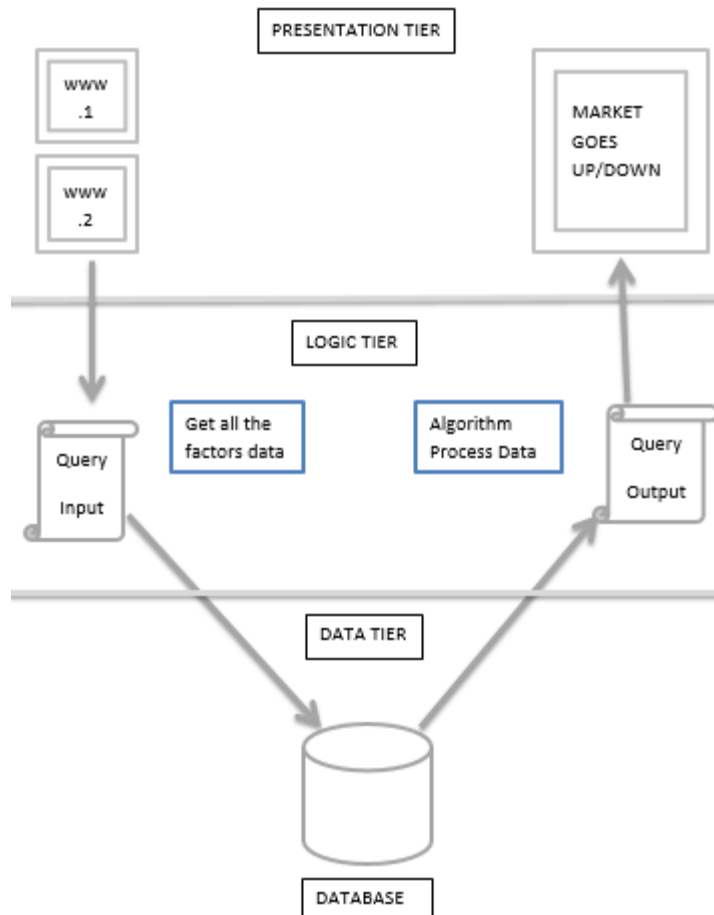 PRESENTATION TIER
www
.1
www
.2
MARKET
GOES
UP/DOWN
LOGIC TIER
Get all the
factors data
Algorithm
Process Data
Query
Input
Query
Output
DATA TIER
DATABASE